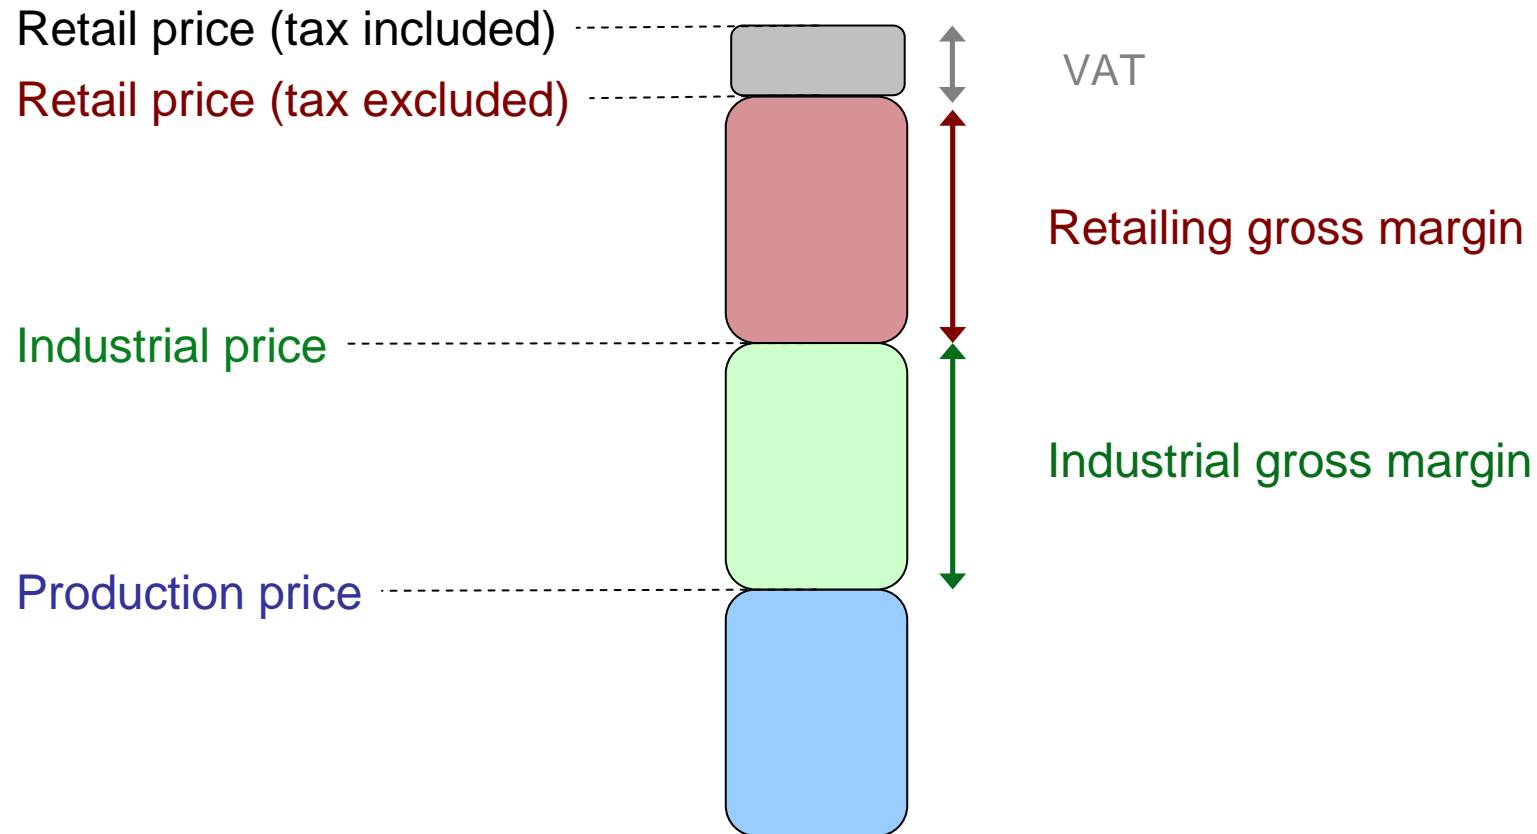 Retail price (tax included)
VAT
Retail price (tax excluded)
Retailing gross margin
Industrial price
Industrial gross margin
Production price